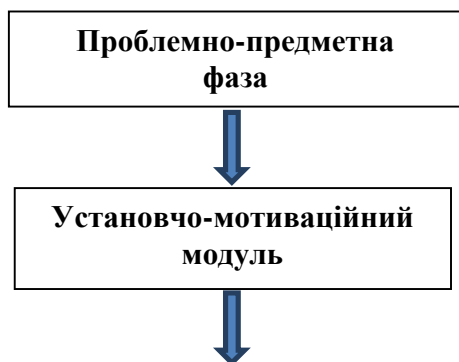 Проблемно-предметна
фаза
Установчо-мотиваційний
модуль